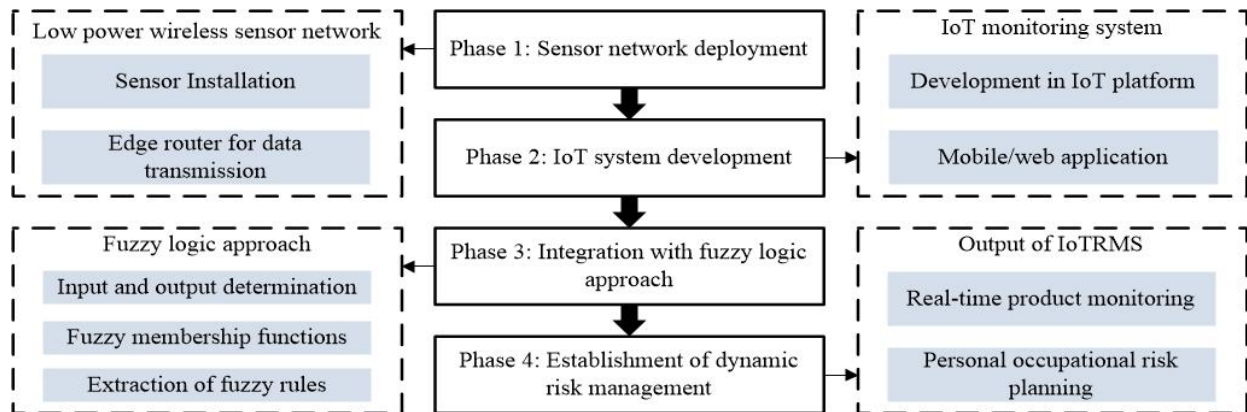 Low power wireless sensor network
Sensor Installation
Edge router for data
transmission
Phase 1: Sensor network deployment
IoT monitoring system
Development in IoT platform
Mobile/web application
Phase 2: IoT system development
Fuzzy logic approach
Input and output determination
Fuzzy membership functions
Extraction of fuzzy rules
Phase 3: Integration with fuzzy logic
approach
Output of IoTRMS
Real-time product monitoring
Personal occupational risk
planning
Phase 4: Establishment of dynamic
risk management